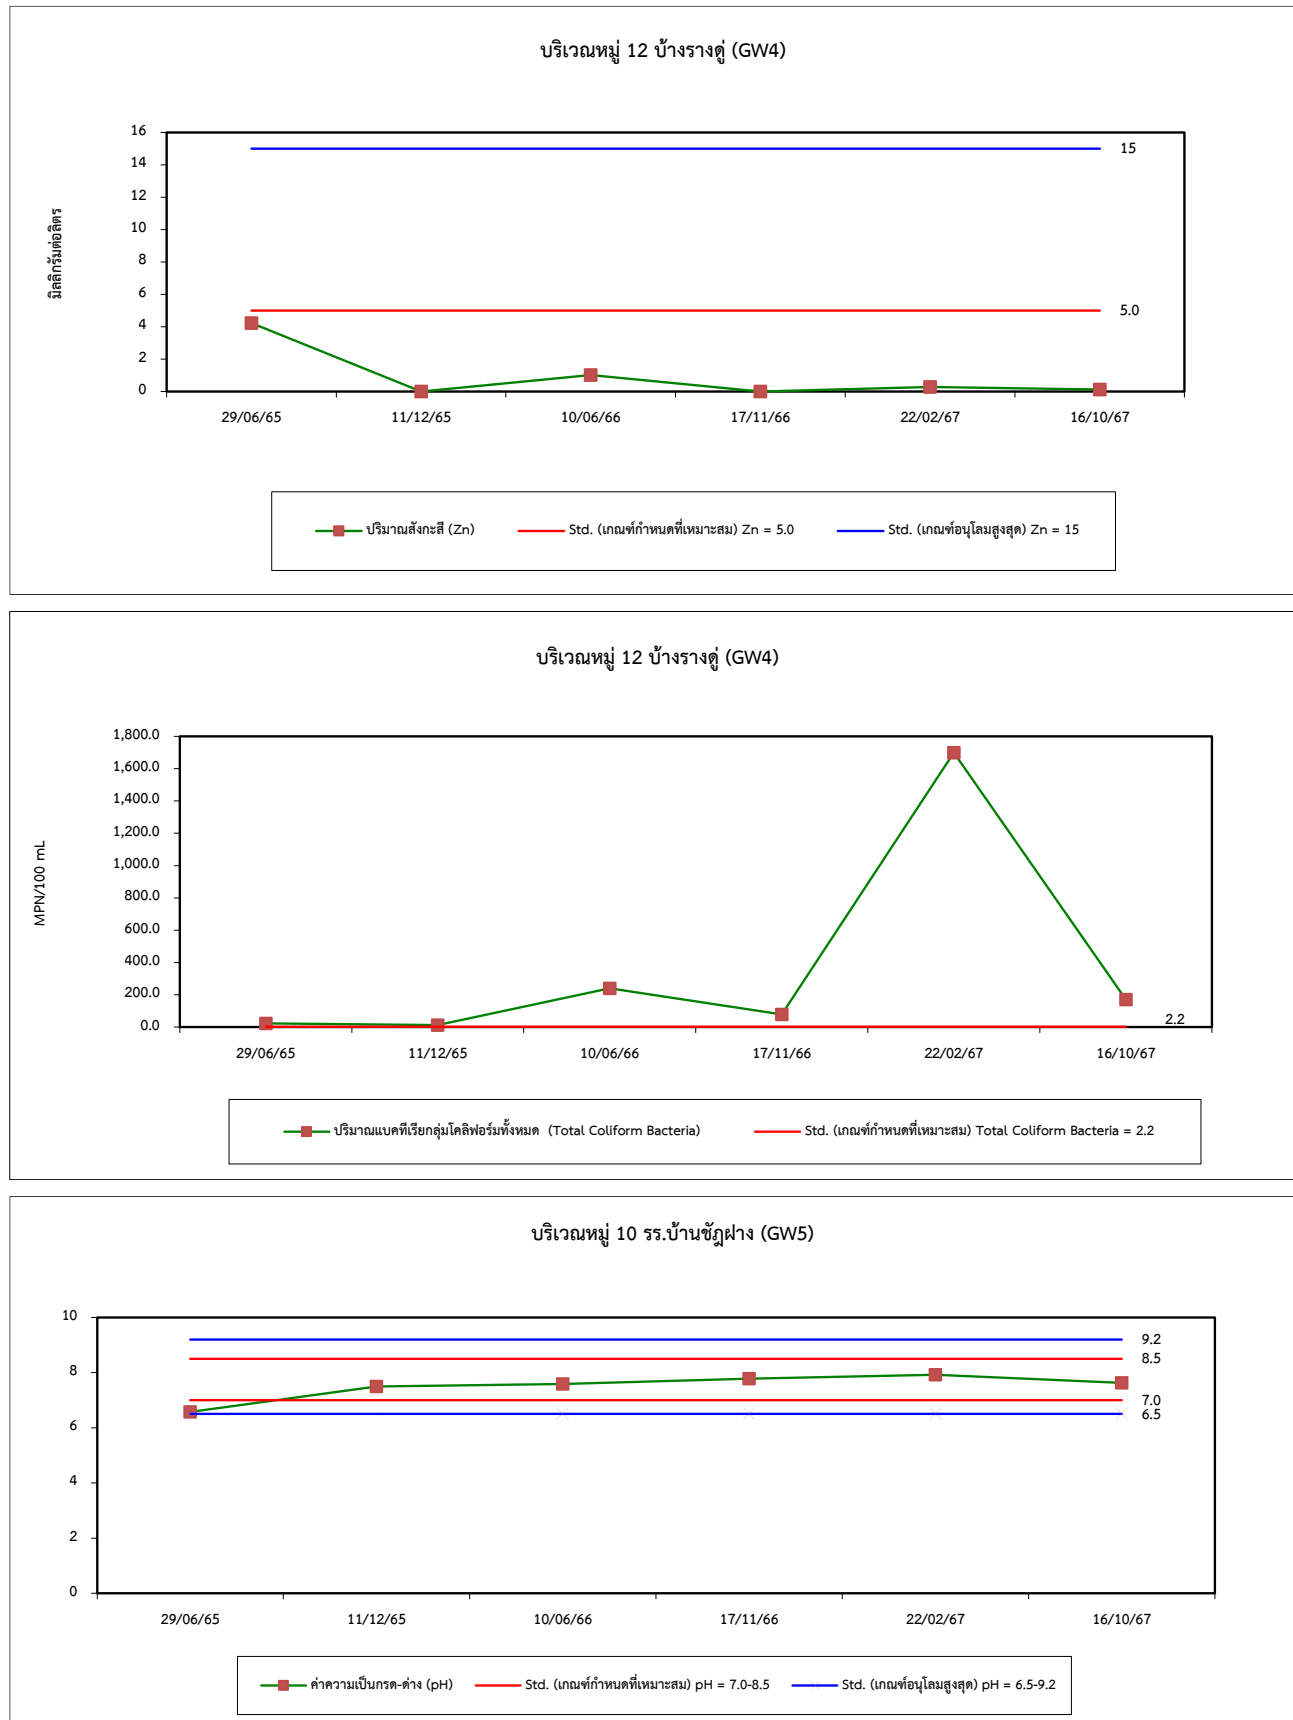 บริเวณหมู่ 12 บ้างรางดู่ (GW4)
มิลลิกรัมต่อลิตร
16
14
12
10
8
6
4
2
0
15
5.0
29/06/65 11/12/65 10/06/66 17/11/66 22/02/67 16/10/67
ปริมาณสังกะสี (Zn) Std. (เกณฑ์กำหนดที่เหมาะสม) Zn = 5.0 Std. (เกณฑ์อนุโลมสูงสุด) Zn = 15
บริเวณหมู่ 12 บ้างรางดู่ (GW4)
MPN/100 mL
1,800.0
1,600.0
1,400.0
1,200.0
1,000.0
800.0
600.0
400.0
200.0
0.0
2.2
29/06/65 11/12/65 10/06/66 17/11/66 22/02/67 16/10/67
ปริมาณแบคทีเรียกลุ่มโคลิฟอร์มทั้งหมด (Total Coliform Bacteria) Std. (เกณฑ์กำหนดที่เหมาะสม) Total Coliform Bacteria = 2.2
บริเวณหมู่ 10 รร.บ้านชัฎฝาง (GW5)
10
8
6
4
2
0
9.2
8.5
7.0
6.5
29/06/65 11/12/65 10/06/66 17/11/66 22/02/67 16/10/67
ค่าความเป็นกรด-ด่าง (pH) Std. (เกณฑ์กำหนดที่เหมาะสม) pH = 7.0-8.5 Std. (เกณฑ์อนุโลมสูงสุด) pH = 6.5-9.2